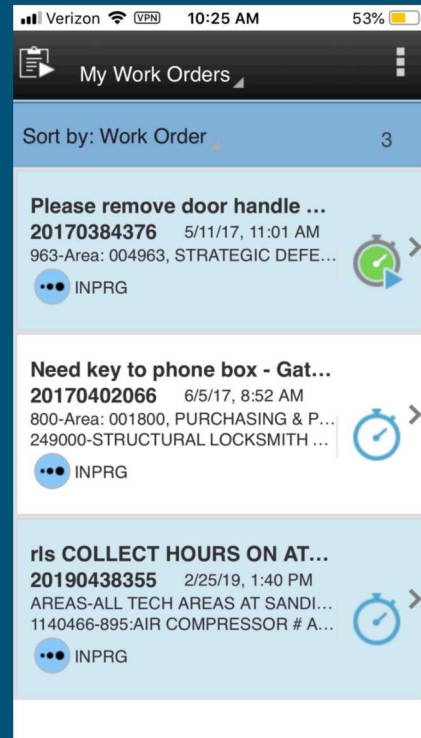 Verizon VPN 10:25 AM 53%
My Work Orders
Sort by: Work Order 3
Please remove door handle ...
20170384376 5/11/17, 11:01 AM
963-Area: 004963, STRATEGIC DEFE...
INPRG
Need key to phone box - Gat...
20170402066 6/5/17, 8:52 AM
800-Area: 001800, PURCHASING & P...
249000-STRUCTURAL LOCKSMITH ...
INPRG
rls COLLECT HOURS ON AT...
20190438355 2/25/19, 1:40 PM
AREAS-ALL TECH AREAS AT SANDI...
1140466-895:AIR COMPRESSOR # A...
INPRG